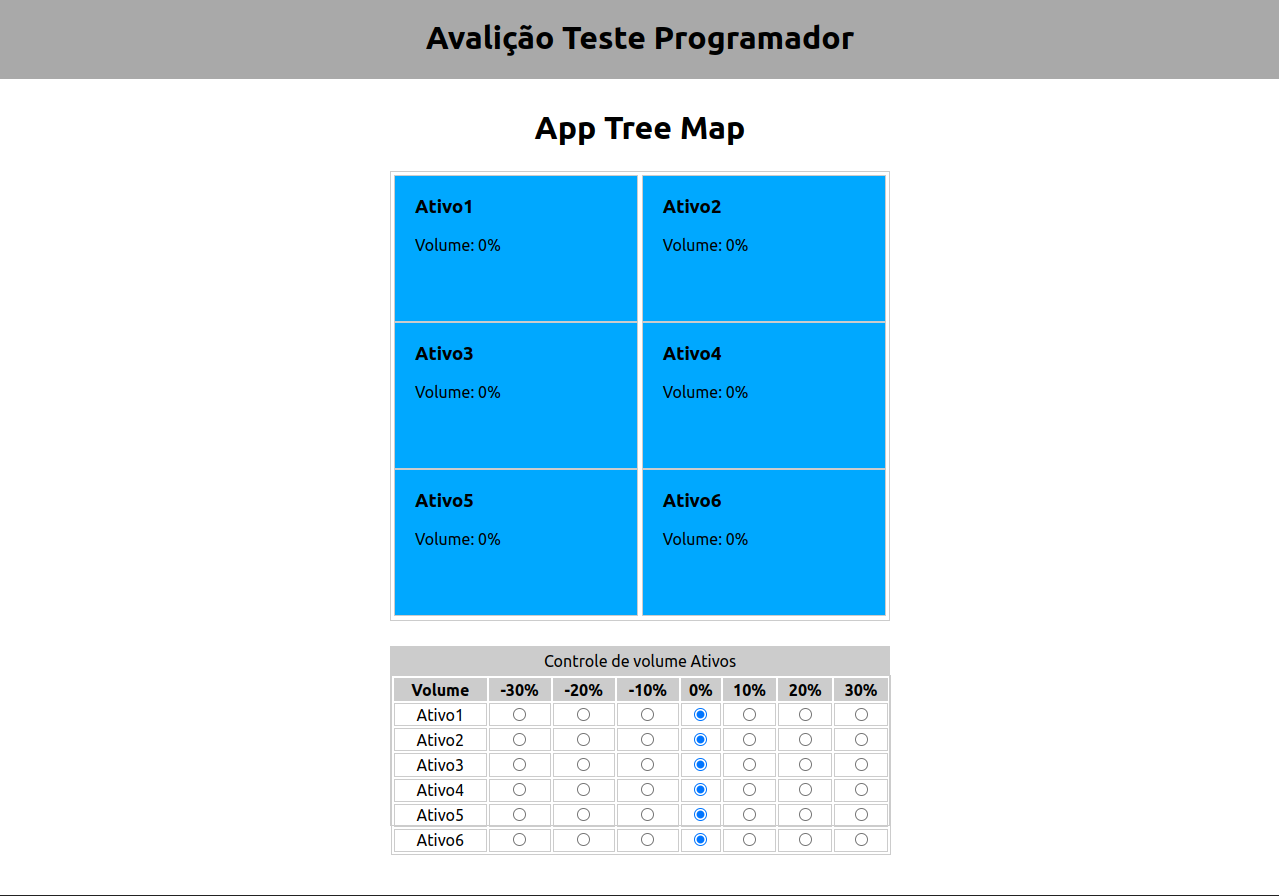 Avalição Teste Programador
App Tree Map
Ativo1 Ativo2
Volume: 0% Volume: 0%
Ativo3 Ativo4
Volume: 0% Volume: 0%
Ativo5 Ativo6
Volume: 0% Volume: 0%
Controle de volume Ativos
Volume -30% -20% -10% 0% 10% 20% 30%
Ativo1
Ativo2
Ativo3
Ativo4
Ativo5
Ativo6